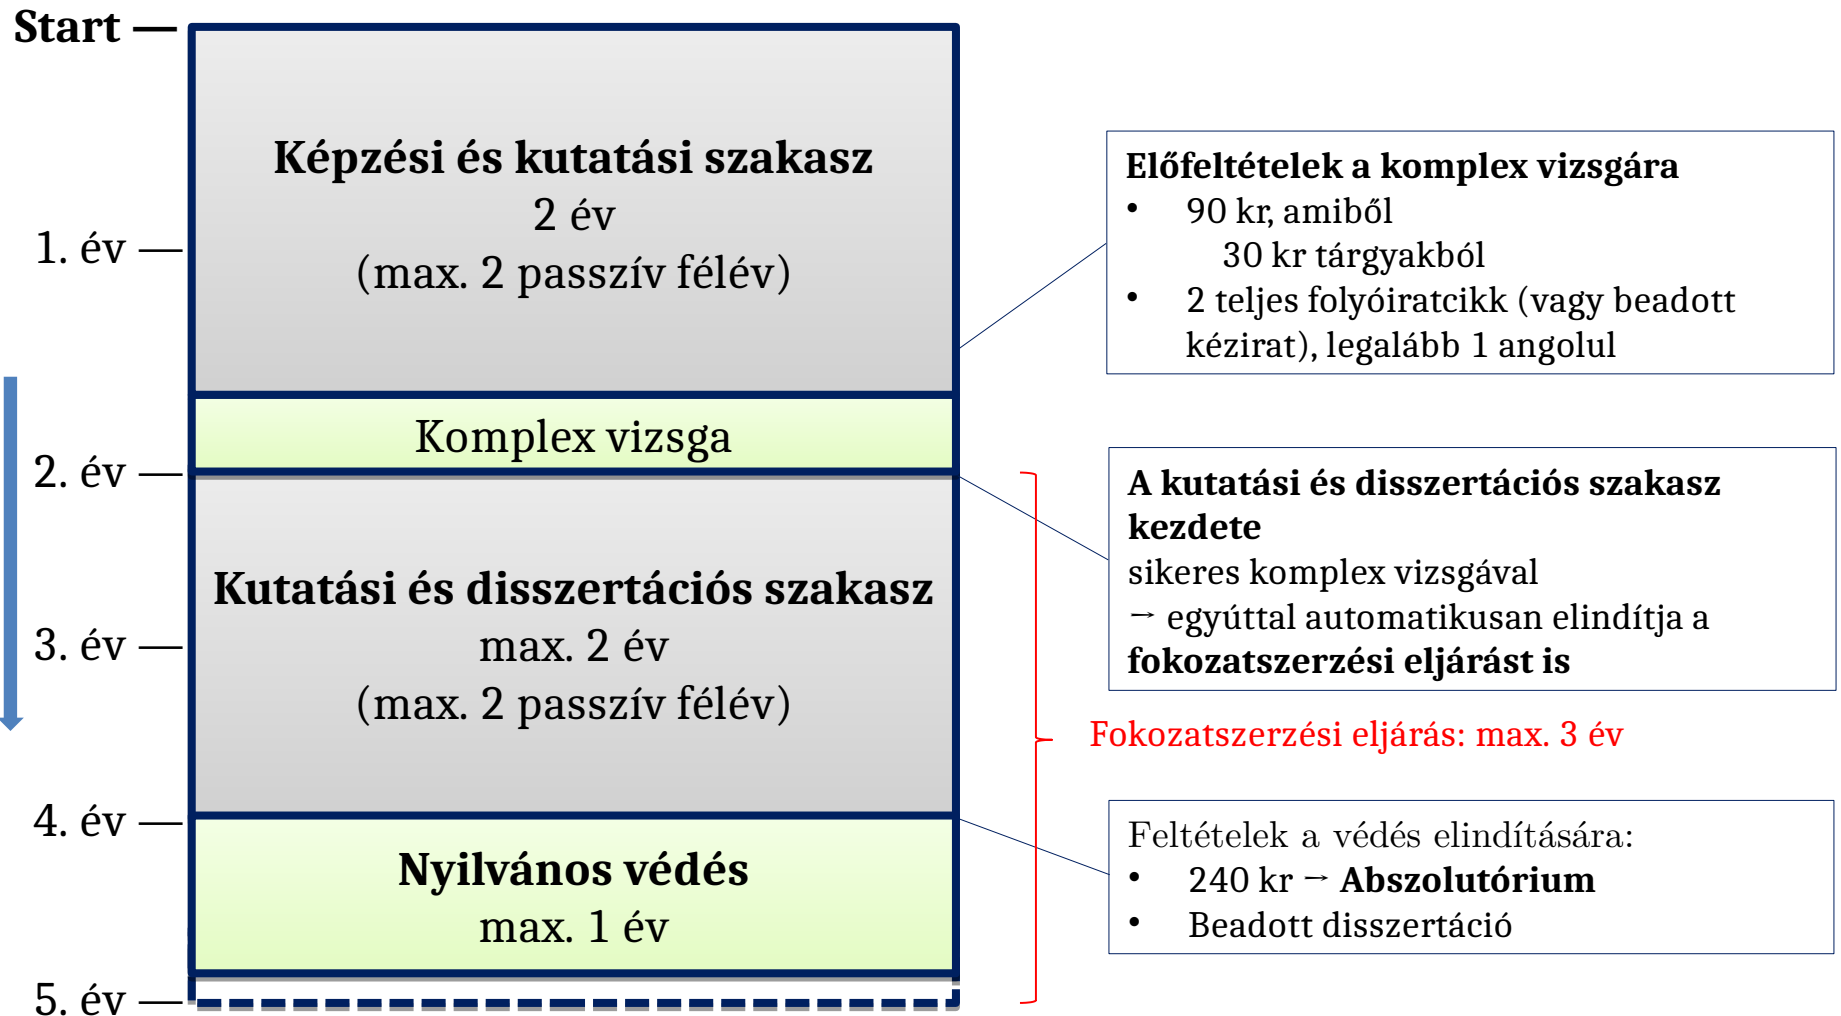 Start —
Képzési és kutatási szakasz
2 év
(max. 2 passzív félév)
1. év —
Előfeltételek a komplex vizsgára
• 90 kr, amiből
30 kr tárgyakból
• 2 teljes folyóiratcikk (vagy beadott
kézirat), legalább 1 angolul
Komplex vizsga
2. év —
A kutatási és disszertációs szakasz
kezdete
sikeres komplex vizsgával
→ egyúttal automatikusan elindítja a
fokozatszerzési eljárást is
Kutatási és disszertációs szakasz
max. 2 év
(max. 2 passzív félév)
3. év —
Fokozatszerzési eljárás: max. 3 év
4. év —
Nyilvános védés
max. 1 év
Feltételek a védés elindítására:
• 240 kr → Abszolutórium
• Beadott disszertáció
5. év —